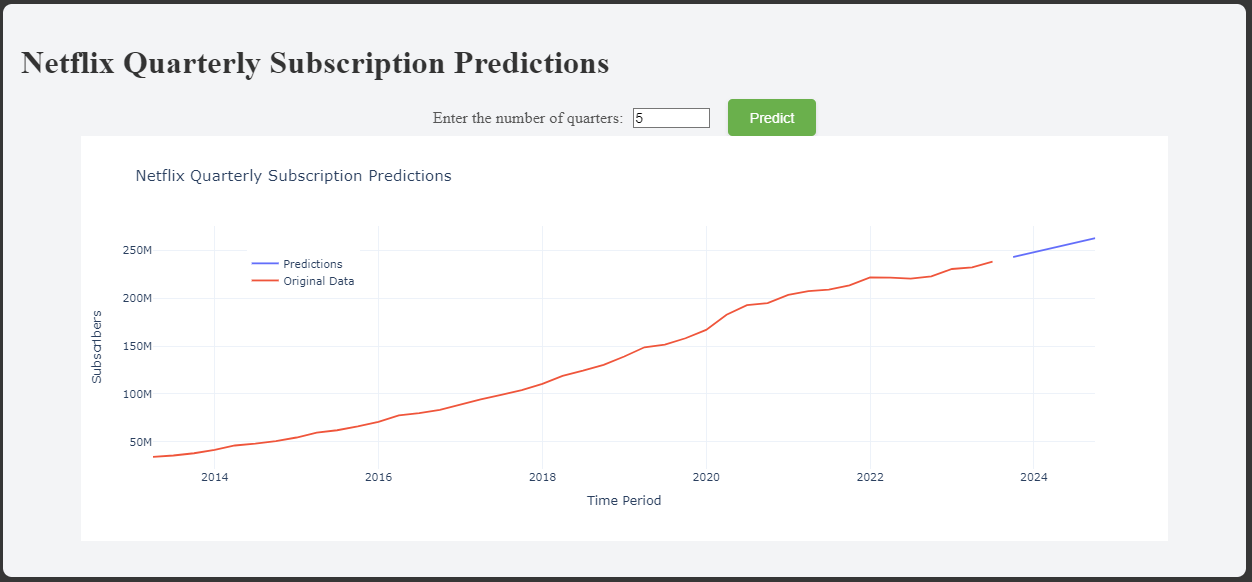 Netflix Quarterly Subscription Predictions
Enter the number of quarters: 5 Predict
Netflix Quarterly Subscription Predictions
250M
200M
150M
100M
50M
Subscribers
Predictions
Original Data
2014 2016 2018 2020 2022 2024
Time Period